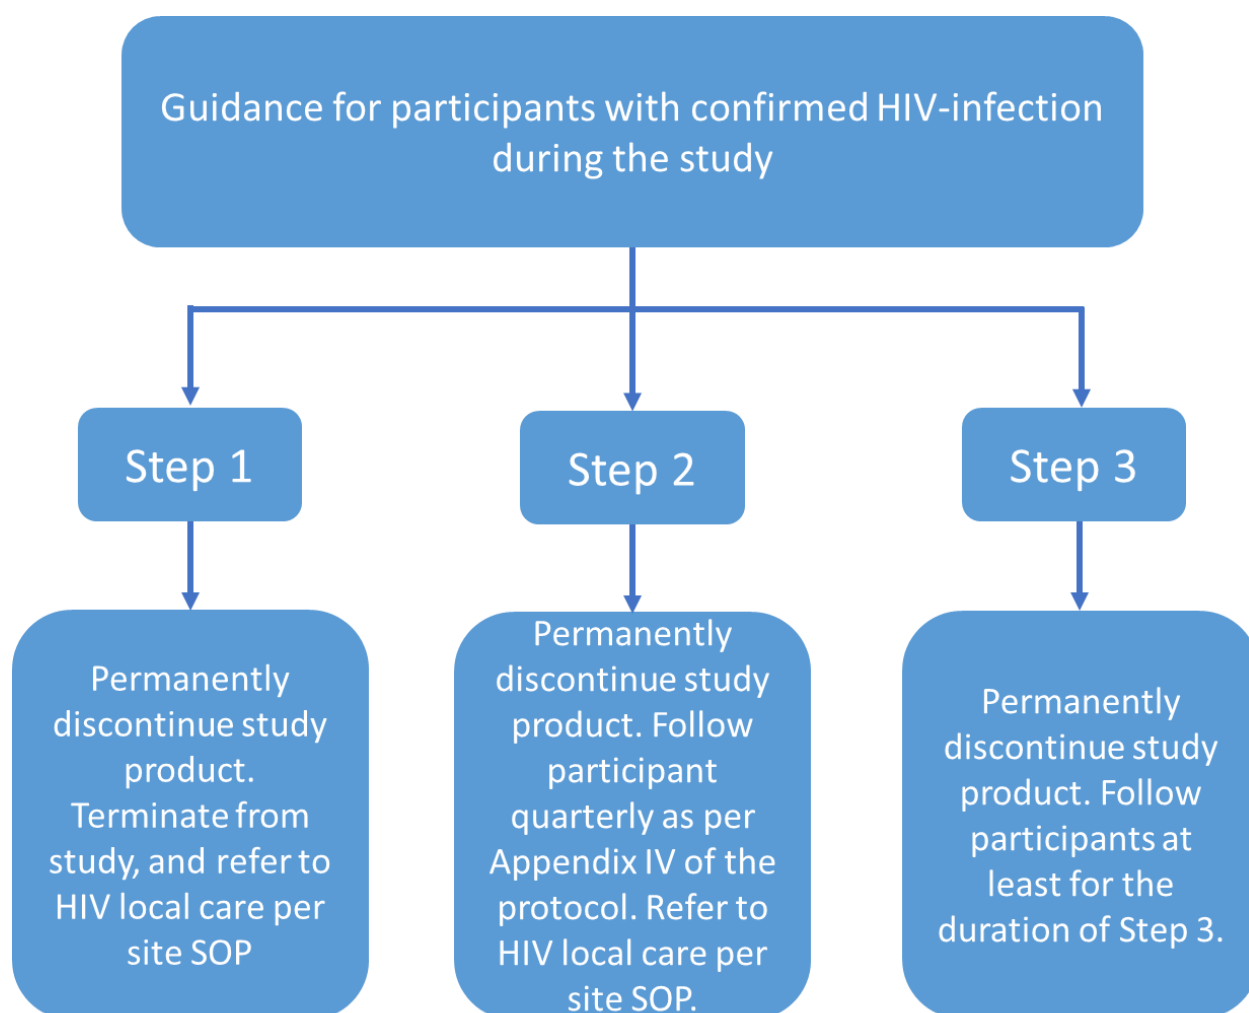 Guidance for participants with confirmed HIV-infection
during the study
Step 1
Step 2
Step 3
Permanently
discontinue study
product.
Terminate from
study, and refer to
HIV local care per
site SOP
Permanently
discontinue study
product. Follow
participant
quarterly as per
Appendix IV of the
protocol. Refer to
HIV local care per
site SOP.
Permanently
discontinue study
product. Follow
participants at
least for the
duration of Step 3.